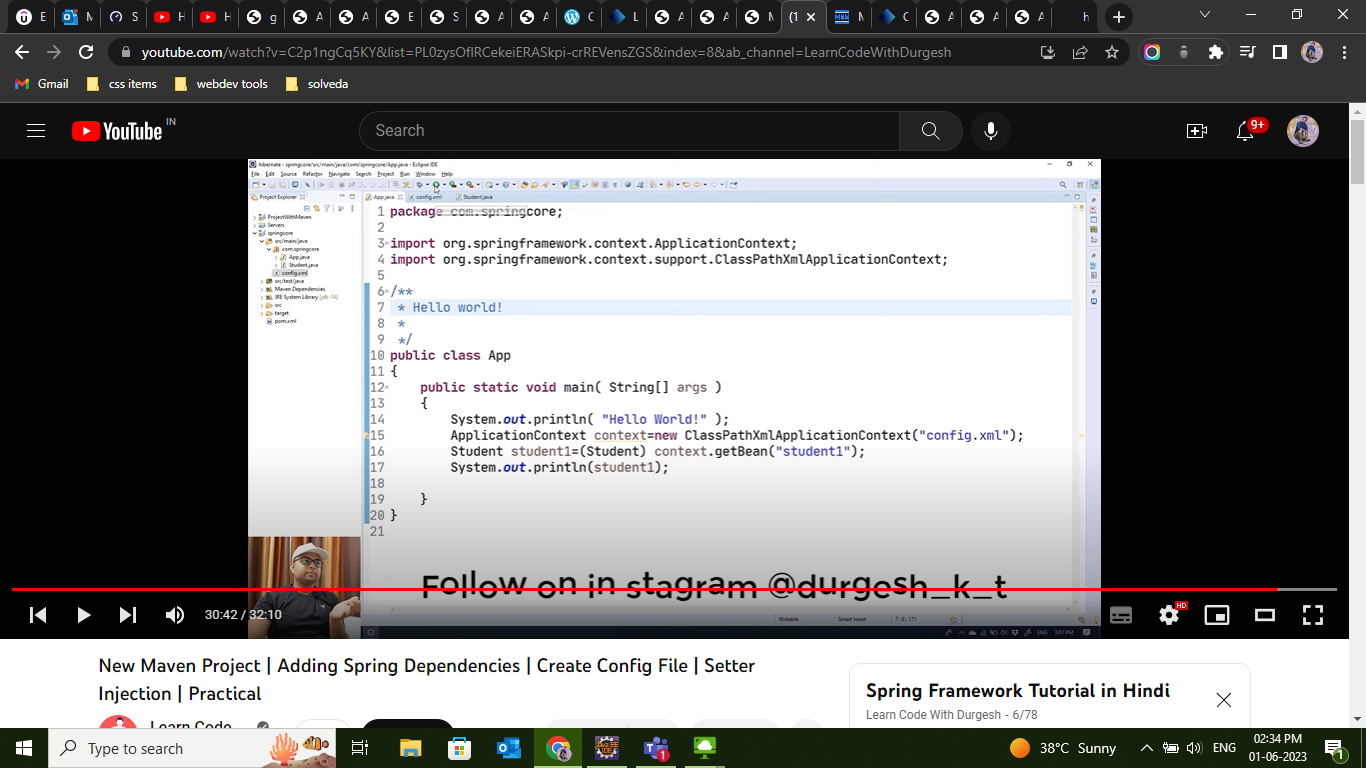 youtube.com/watch?v=C2p1ngCq5KY&list=PL0zysOflRCekeiERASkpi-crREVensZGS&index=8&ab_channel=LearnCodeWithDurgesh
Gmail css items webdev tools solveda
YouTube IN
Search
9+
hibernate - springcore/src/main/java/com/springcore/App.java - Eclipse IDE
File Edit Source Refactor Navigate Search Project Run Window Help
Project Explorer
App.java config.xml Student.java
ProjectWithMaven
Servers
springcore
src/main/java
com.springcore
App.java
Student.java
config.xml
src/test/java
Maven Dependencies
JRE System Library [jdk-14]
src
target
pom.xml
1 package com.springcore;
2
3 import org.springframework.context.ApplicationContext;
4 import org.springframework.context.support.ClassPathXmlApplicationContext;
5
6 /**
7 * Hello world!
8 *
9 */
10 public class App
11 {
12 public static void main( String[] args )
13 {
14 System.out.println( "Hello World!" );
15 ApplicationContext context=new ClassPathXmlApplicationContext("config.xml");
16 Student student1=(Student) context.getBean("student1");
17 System.out.println(student1);
18
19 }
20 }
21
Follow on in stagram @durgesh_k_t
Writable Smart Insert 7 : 8 : 171
ENG 3:07 PM
30:42 / 32:10
HD
New Maven Project | Adding Spring Dependencies | Create Config File | Setter
Injection | Practical
Learn Code
Spring Framework Tutorial in Hindi
Learn Code With Durgesh - 6/78
Type to search
38°C Sunny
ENG
02:34 PM
01-06-2023
1